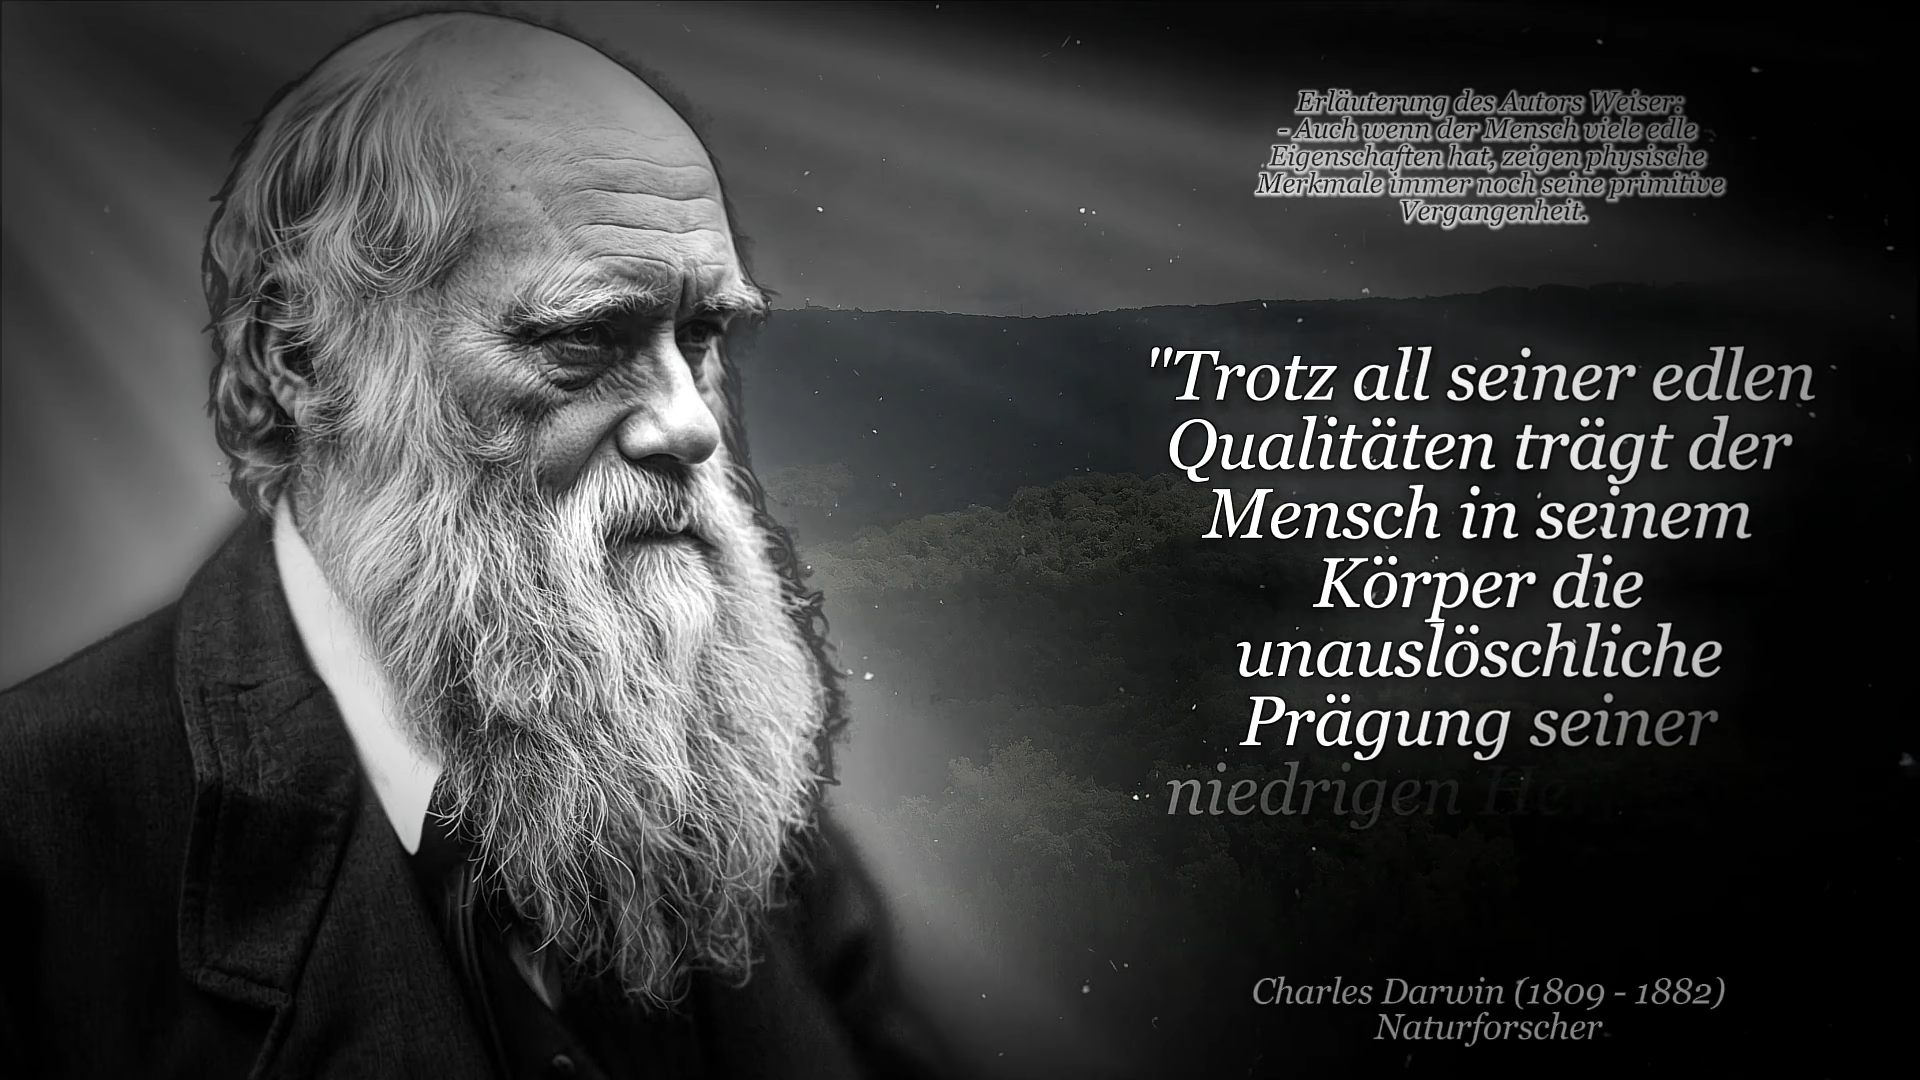 Erläuterung des Autors Weiser:
- Auch wenn der Mensch viele edle
Eigenschaften hat, zeigen physische
Merkmale immer noch seine primitive
Vergangenheit.
"Trotz all seiner edlen
Qualitäten trägt der
Mensch in seinem
Körper die
unauslöschliche
Prägung seiner
niedrigen
Charles Darwin (1809 - 1882)
Naturforscher